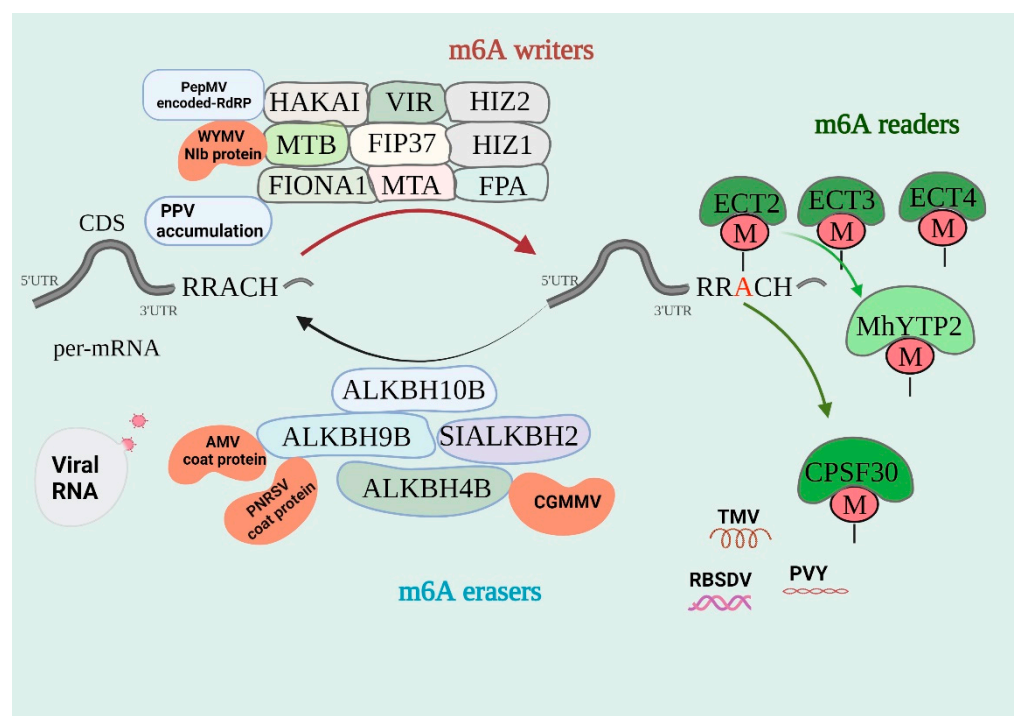 m6A writers
PepMV
encoded-RdRP
HAKAI
VIR
HIZ2
WYMV
NIb protein
MTB
FIP37
HIZ1
FIONA1
MTA
FPA
PPV
accumulation
CDS
5'UTR
3'UTR
RRACH
per-mRNA
m6A readers
ECT2
M
ECT3
M
ECT4
M
5'UTR
3'UTR
RRACH
MhYTP2
M
CPSF30
M
ALKBH10B
ALKBH9B
SIALKBH2
ALKBH4B
AMV
coat protein
PNRSV
coat protein
CGMMV
Viral
RNA
m6A erasers
TMV
RBSDV
PVY